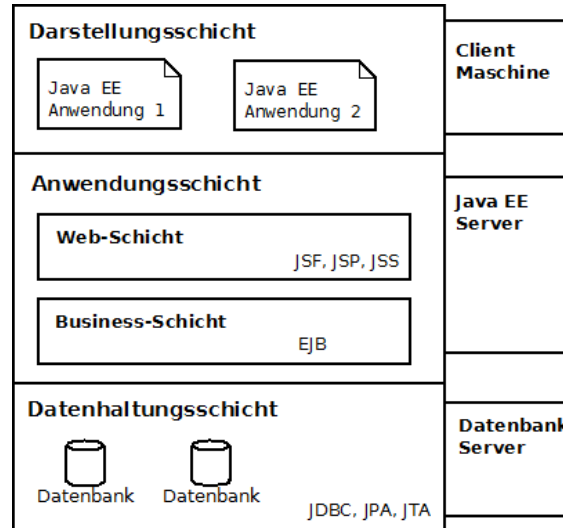 Darstellungsschicht
Java EE
Anwendung 1
Java EE
Anwendung 2
Client
Maschine
Anwendungsschicht
Web-Schicht
JSF, JSP, JSS
Business-Schicht
EJB
Java EE
Server
Datenhaltungsschicht
Datenbank
Datenbank
JDBC, JPA, JTA
Datenbank
Server